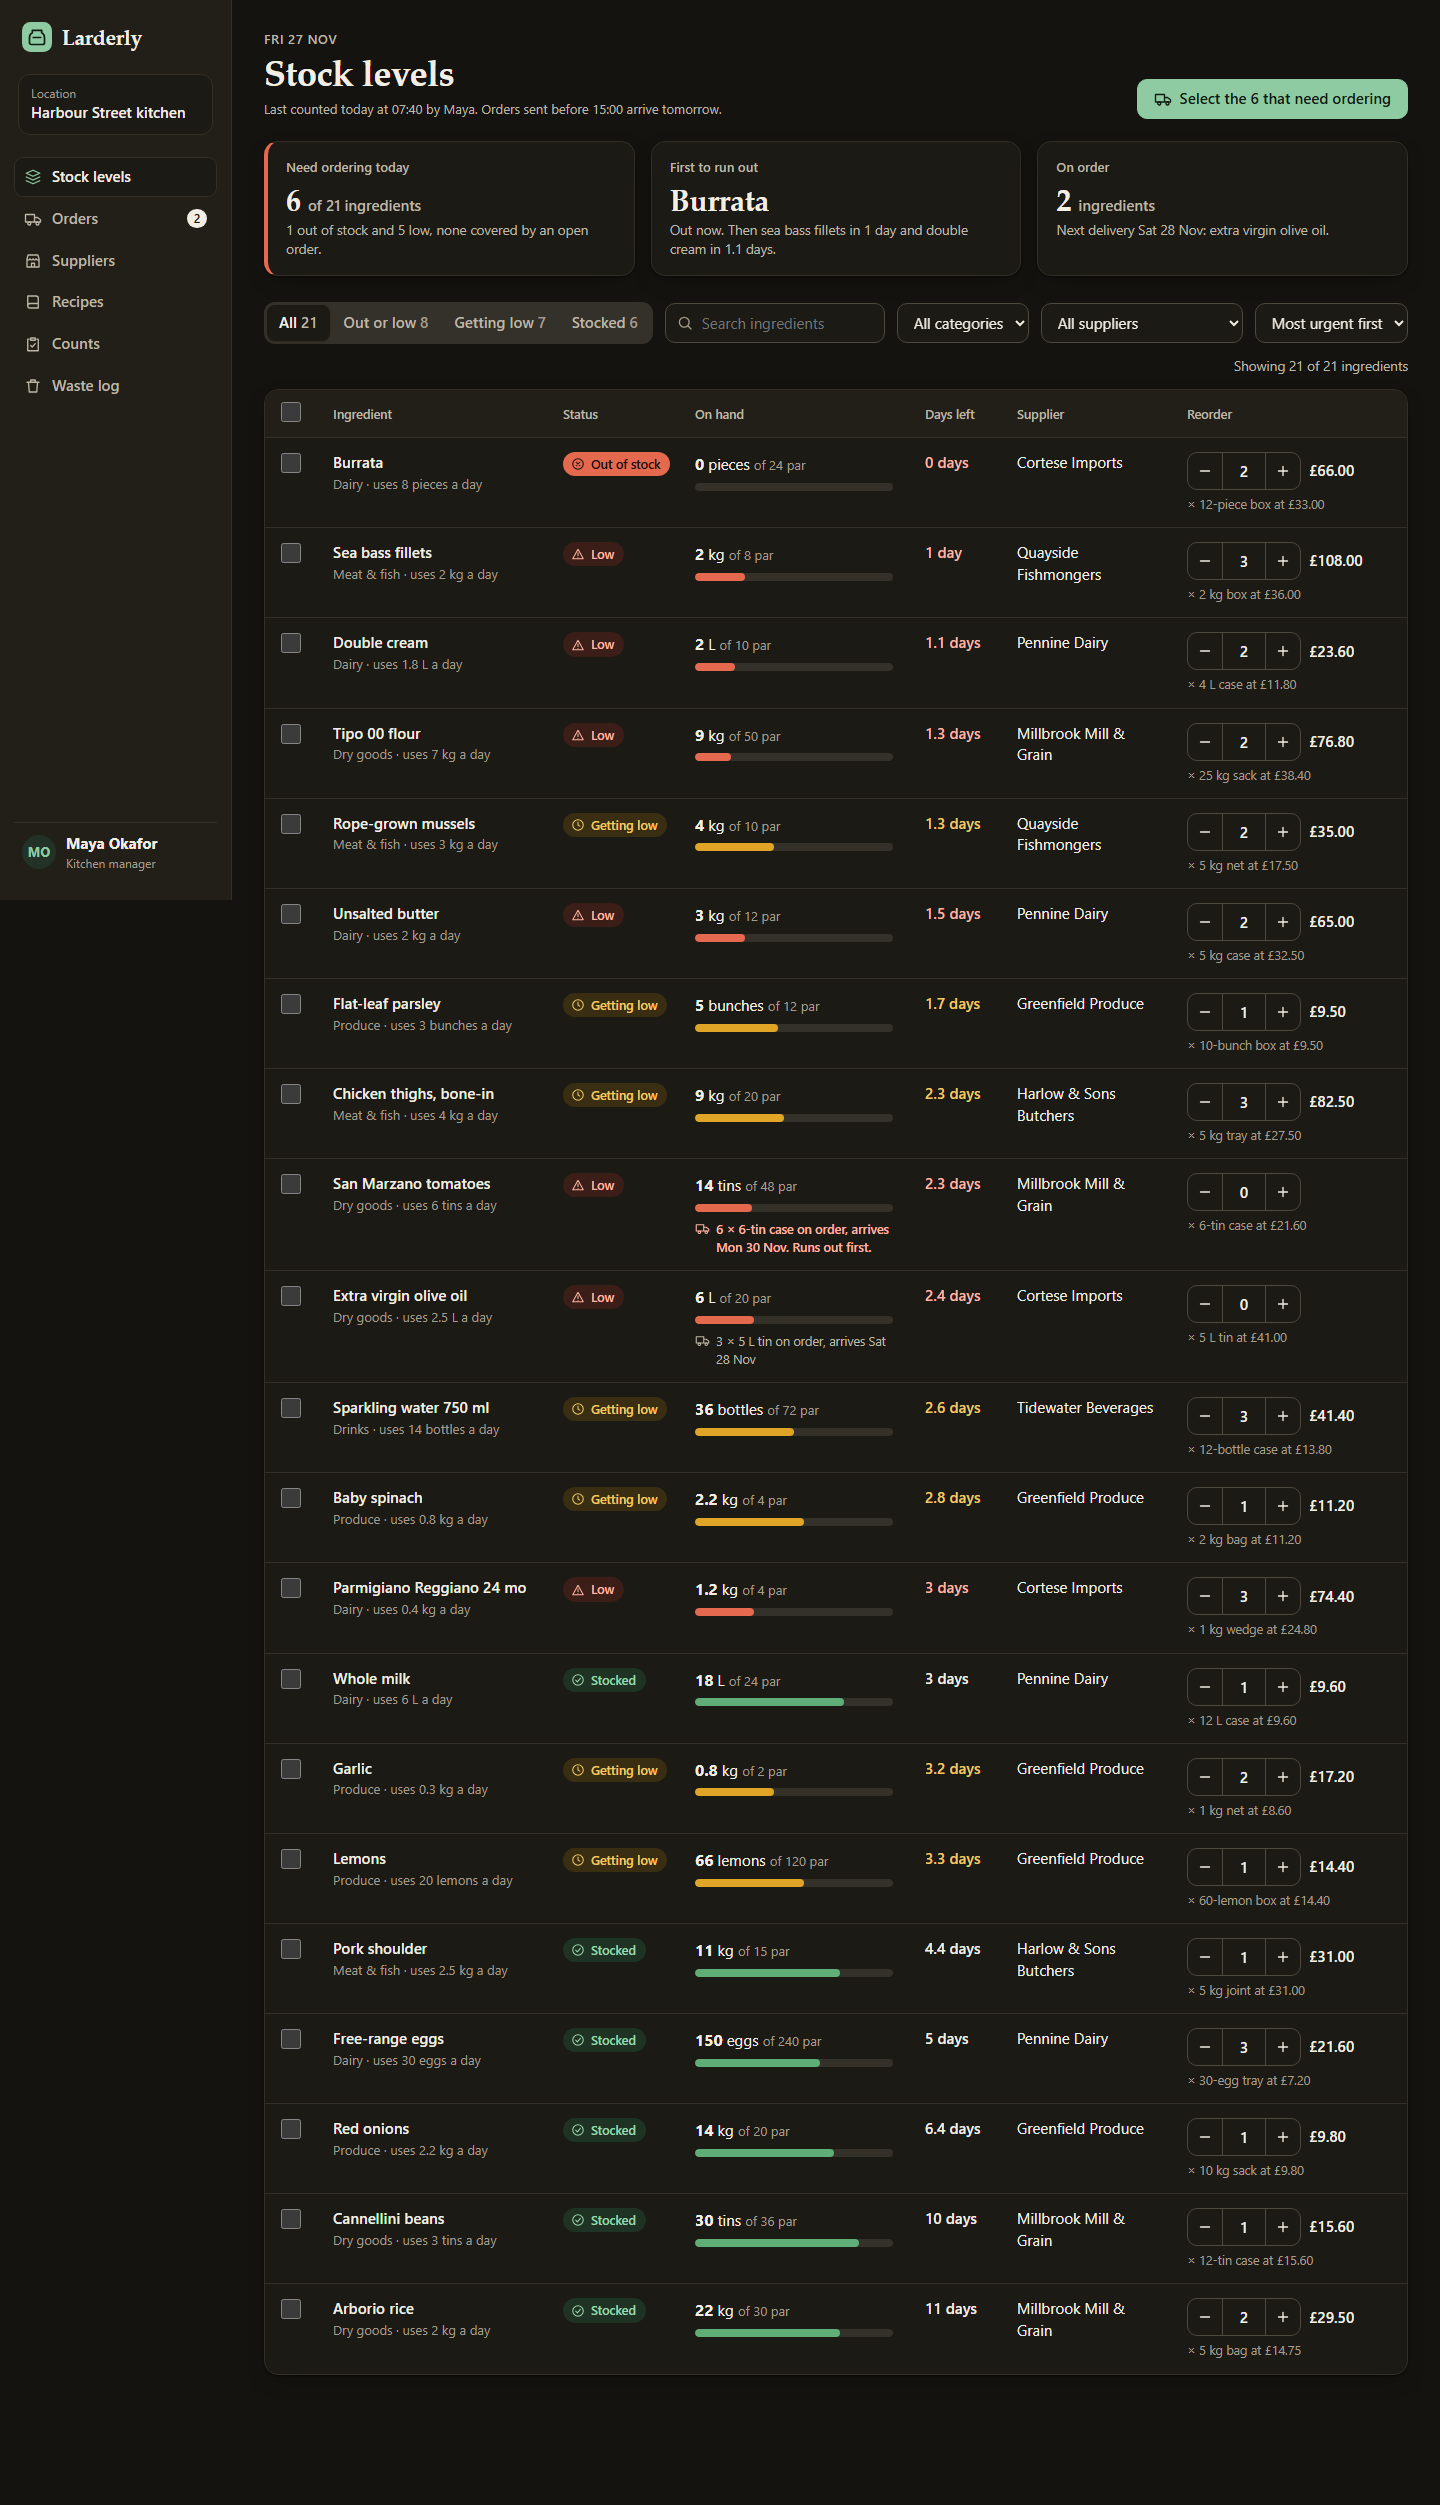 Larderly
Location
Harbour Street kitchen
Stock levels
Orders 2
Suppliers
Recipes
Counts
Waste log
MO
Maya Okafor
Kitchen manager
FRI 27 NOV
Stock levels
Last counted today at 07:40 by Maya. Orders sent before 15:00 arrive tomorrow.
Select the 6 that need ordering
Need ordering today
6 of 21 ingredients
1 out of stock and 5 low, none covered by an open
order.
First to run out
Burrata
Out now. Then sea bass fillets in 1 day and double
cream in 1.1 days.
On order
2 ingredients
Next delivery Sat 28 Nov: extra virgin olive oil.
All 21 Out or low 8 Getting low 7 Stocked 6 Search ingredients All categories All suppliers Most urgent first
Showing 21 of 21 ingredients
Ingredient Status On hand Days left Supplier Reorder
Burrata Out of stock 0 pieces of 24 par 0 days Cortese Imports − 2 + £66.00
Dairy · uses 8 pieces a day
× 12-piece box at £33.00
Sea bass fillets Low 2 kg of 8 par 1 day Quayside − 3 + £108.00
Meat & fish · uses 2 kg a day Fishmongers
× 2 kg box at £36.00
Double cream Low 2 L of 10 par 1.1 days Pennine Dairy − 2 + £23.60
Dairy · uses 1.8 L a day
× 4 L case at £11.80
Tipo 00 flour Low 9 kg of 50 par 1.3 days Millbrook Mill & − 2 + £76.80
Dry goods · uses 7 kg a day Grain
× 25 kg sack at £38.40
Rope-grown mussels Getting low 4 kg of 10 par 1.3 days Quayside − 2 + £35.00
Meat & fish · uses 3 kg a day Fishmongers
× 5 kg net at £17.50
Unsalted butter Low 3 kg of 12 par 1.5 days Pennine Dairy − 2 + £65.00
Dairy · uses 2 kg a day
× 5 kg case at £32.50
Flat-leaf parsley Getting low 5 bunches of 12 par 1.7 days Greenfield Produce − 1 + £9.50
Produce · uses 3 bunches a day
× 10-bunch box at £9.50
Chicken thighs, bone-in Getting low 9 kg of 20 par 2.3 days Harlow & Sons − 3 + £82.50
Meat & fish · uses 4 kg a day Butchers
× 5 kg tray at £27.50
San Marzano tomatoes Low 14 tins of 48 par 2.3 days Millbrook Mill & − 0 +
Dry goods · uses 6 tins a day Grain
6 × 6-tin case on order, arrives × 6-tin case at £21.60
Mon 30 Nov. Runs out first.
Extra virgin olive oil Low 6 L of 20 par 2.4 days Cortese Imports − 0 +
Dry goods · uses 2.5 L a day
3 × 5 L tin on order, arrives Sat × 5 L tin at £41.00
28 Nov
Sparkling water 750 ml Getting low 36 bottles of 72 par 2.6 days Tidewater Beverages − 3 + £41.40
Drinks · uses 14 bottles a day
× 12-bottle case at £13.80
Baby spinach Getting low 2.2 kg of 4 par 2.8 days Greenfield Produce − 1 + £11.20
Produce · uses 0.8 kg a day
× 2 kg bag at £11.20
Parmigiano Reggiano 24 mo Low 1.2 kg of 4 par 3 days Cortese Imports − 3 + £74.40
Dairy · uses 0.4 kg a day
× 1 kg wedge at £24.80
Whole milk Stocked 18 L of 24 par 3 days Pennine Dairy − 1 + £9.60
Dairy · uses 6 L a day
× 12 L case at £9.60
Garlic Getting low 0.8 kg of 2 par 3.2 days Greenfield Produce − 2 + £17.20
Produce · uses 0.3 kg a day
× 1 kg net at £8.60
Lemons Getting low 66 lemons of 120 par 3.3 days Greenfield Produce − 1 + £14.40
Produce · uses 20 lemons a day
× 60-lemon box at £14.40
Pork shoulder Stocked 11 kg of 15 par 4.4 days Harlow & Sons − 1 + £31.00
Meat & fish · uses 2.5 kg a day Butchers
× 5 kg joint at £31.00
Free-range eggs Stocked 150 eggs of 240 par 5 days Pennine Dairy − 3 + £21.60
Dairy · uses 30 eggs a day
× 30-egg tray at £7.20
Red onions Stocked 14 kg of 20 par 6.4 days Greenfield Produce − 1 + £9.80
Produce · uses 2.2 kg a day
× 10 kg sack at £9.80
Cannellini beans Stocked 30 tins of 36 par 10 days Millbrook Mill & − 1 + £15.60
Dry goods · uses 3 tins a day Grain
× 12-tin case at £15.60
Arborio rice Stocked 22 kg of 30 par 11 days Millbrook Mill & − 2 + £29.50
Dry goods · uses 2 kg a day Grain
× 5 kg bag at £14.75